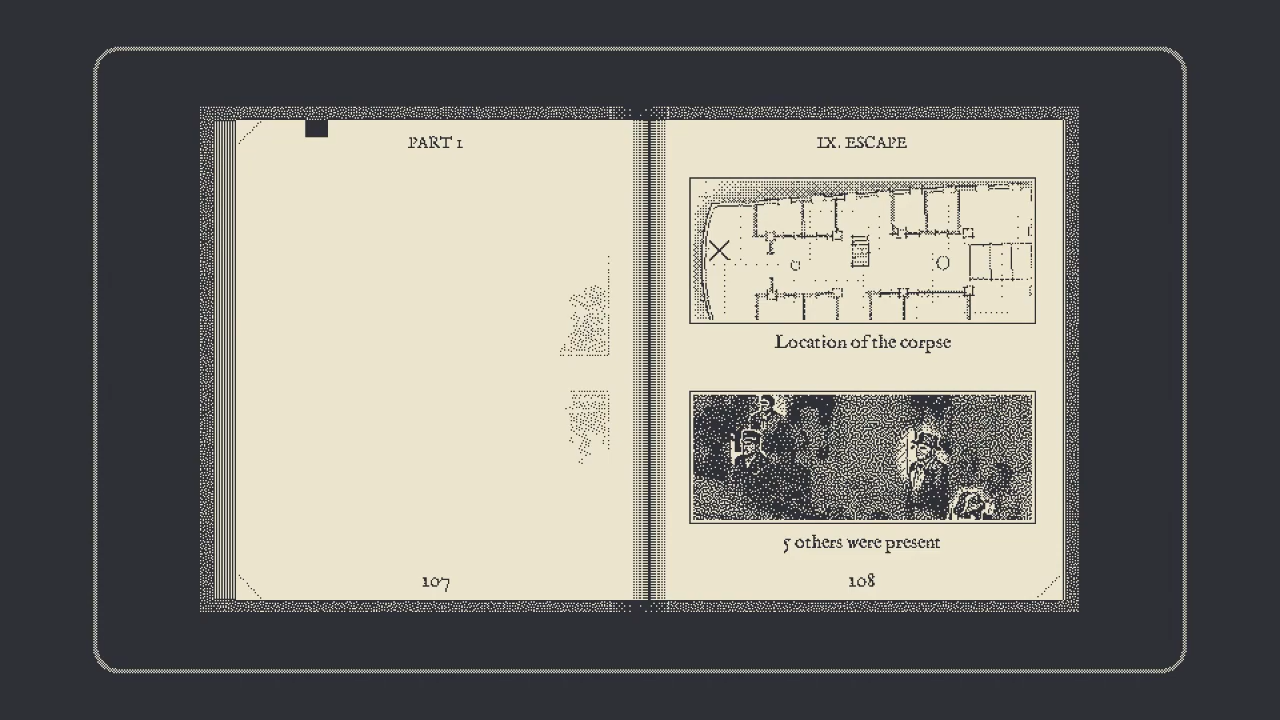 PART 1
107
IX. ESCAPE
Location of the corpse
5 others were present
108